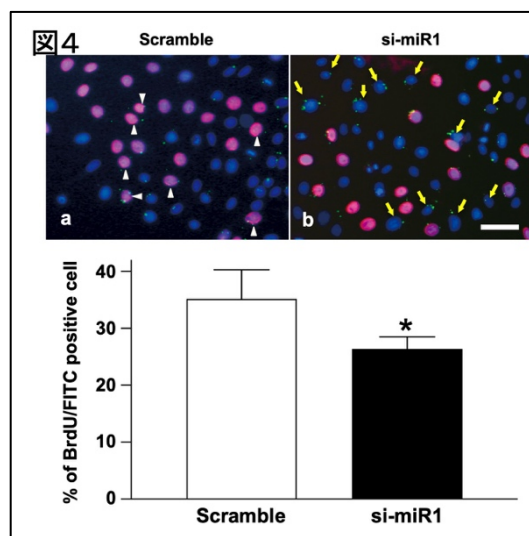 図4
Scramble
si-miR1
a
b
% of BrdU/FITC positive cell
40
30
20
10
0
*
Scramble
si-miR1